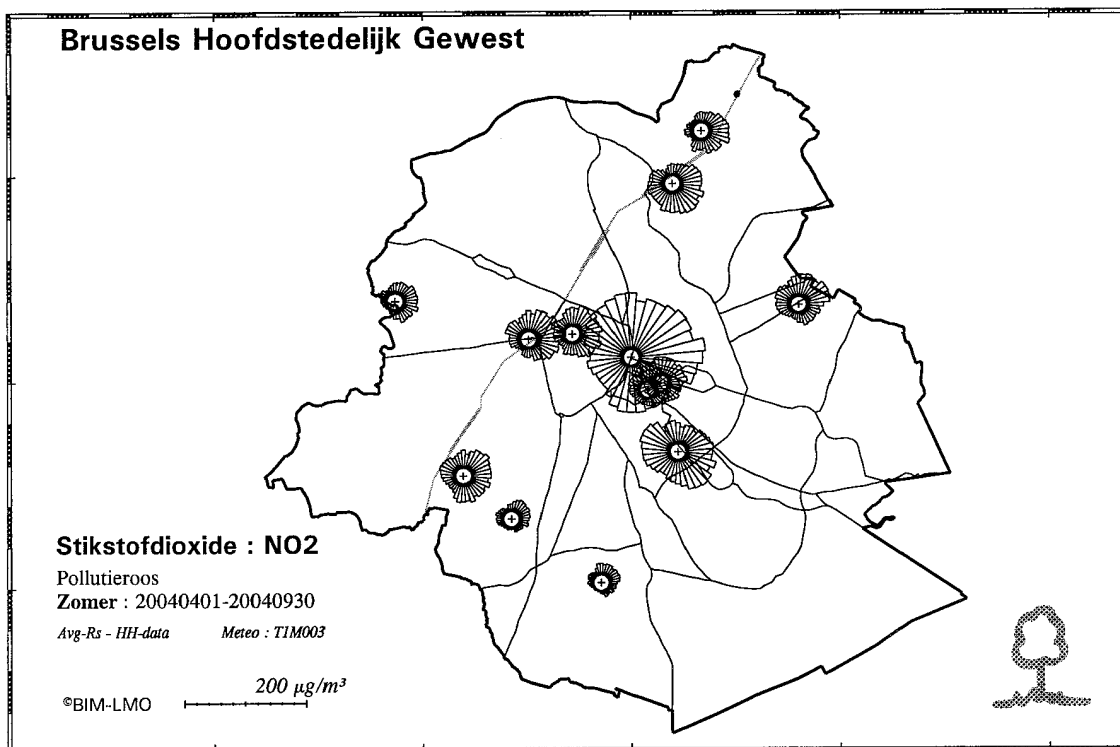 Brussels Hoofdstedelijk Gewest
Stikstofdioxide : NO2
Pollutieroos
Zomer : 20040401-20040930
Avg-Rs - HH-data Meteo : T1M003
200 µg/m³
©BIM-LMO